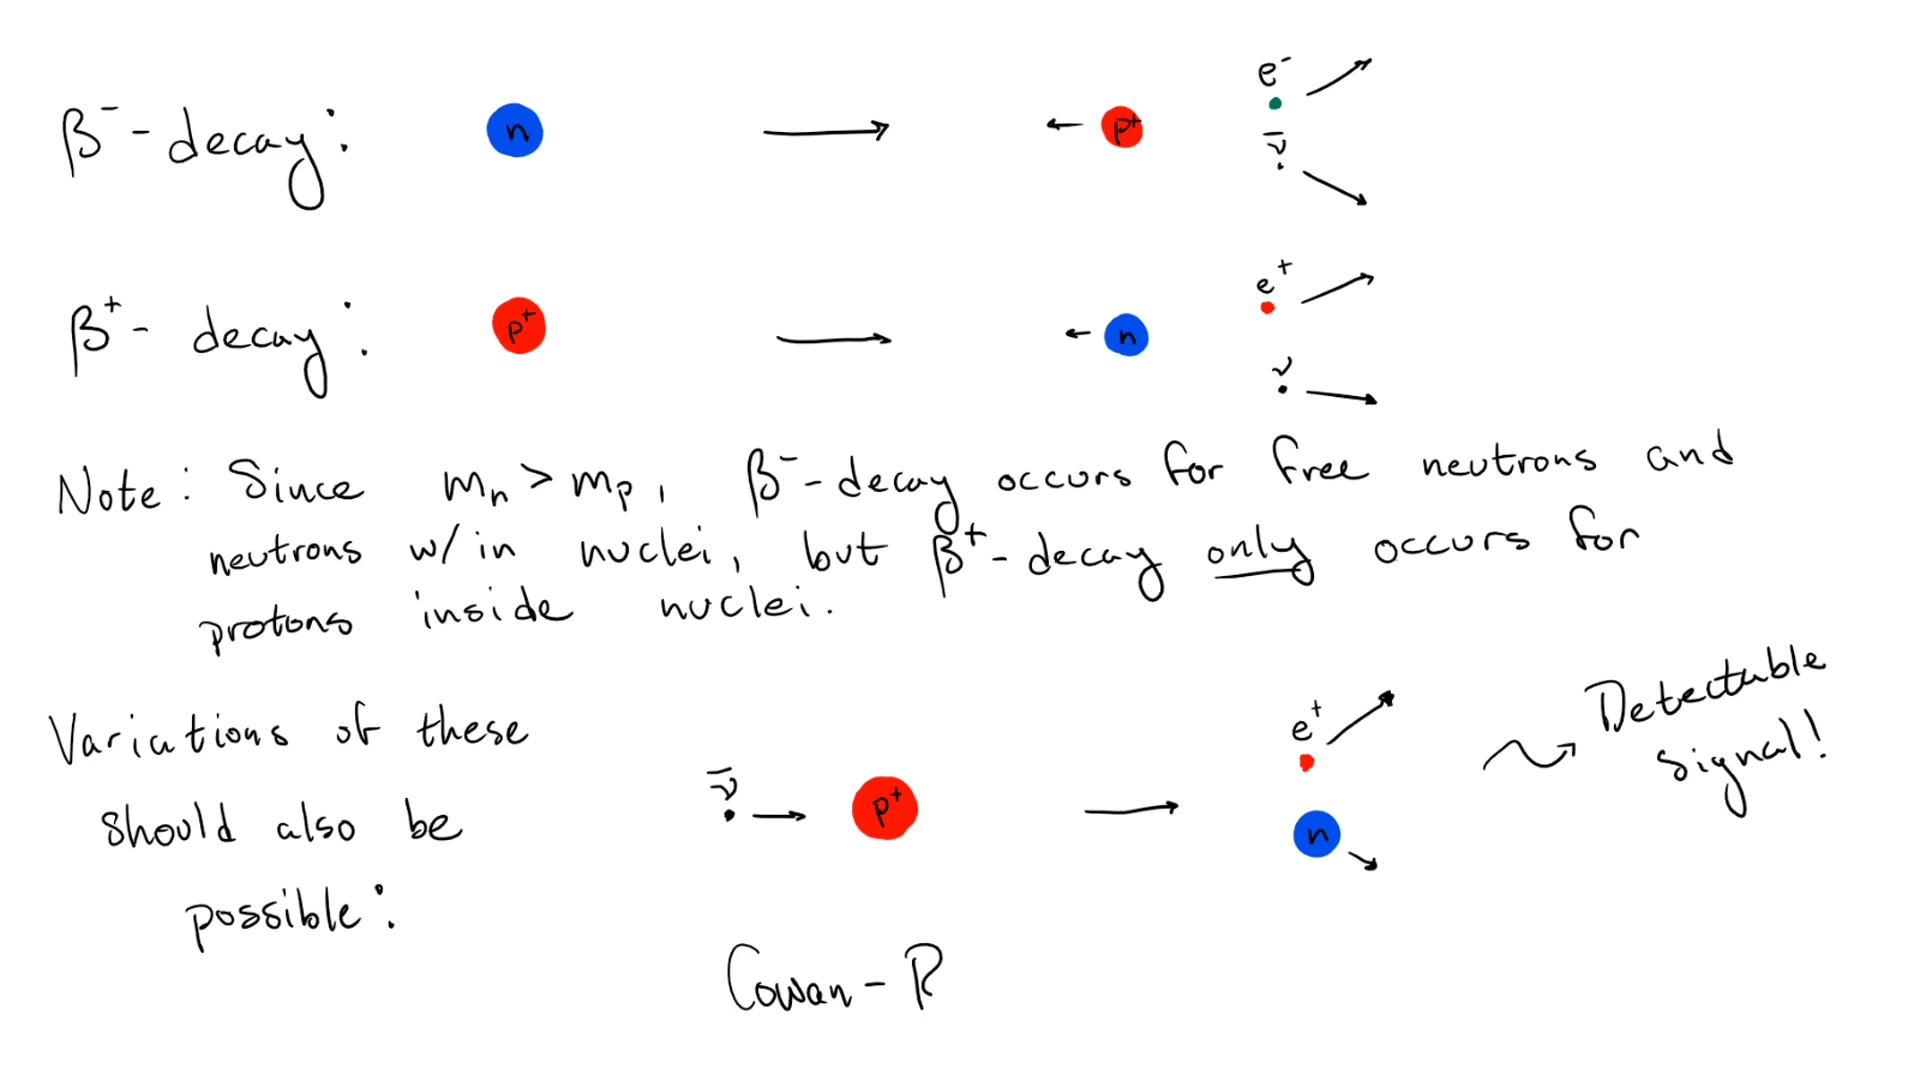 β⁻-decay: n → ← p⁺ e⁻ ν̄
β⁺- decay: p⁺ → ← n e⁺ ν
Note: Since mₙ > mₚ, β⁻-decay occurs for free neutrons and
neutrons w/in nuclei, but β⁺-decay only occurs for
protons inside nuclei.
Variations of these
should also be
possible:
ν̄ → p⁺ → e⁺ n
Detectable
signal!
Cowan - R